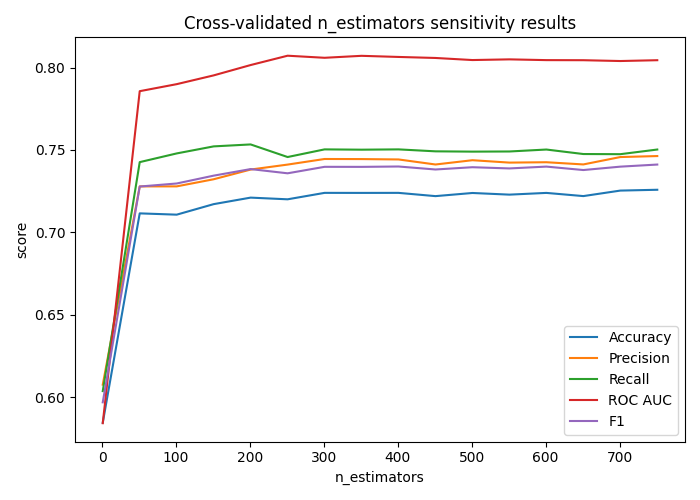 Cross-validated n_estimators sensitivity results
score
0.80
0.75
0.70
0.65
0.60
0 100 200 300 400 500 600 700
n_estimators
Accuracy
Precision
Recall
ROC AUC
F1